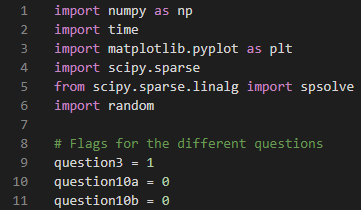 1 import numpy as np
2 import time
3 import matplotlib.pyplot as plt
4 import scipy.sparse
5 from scipy.sparse.linalg import spsolve
6 import random
7
8 # Flags for the different questions
9 question3 = 1
10 question10a = 0
11 question10b = 0